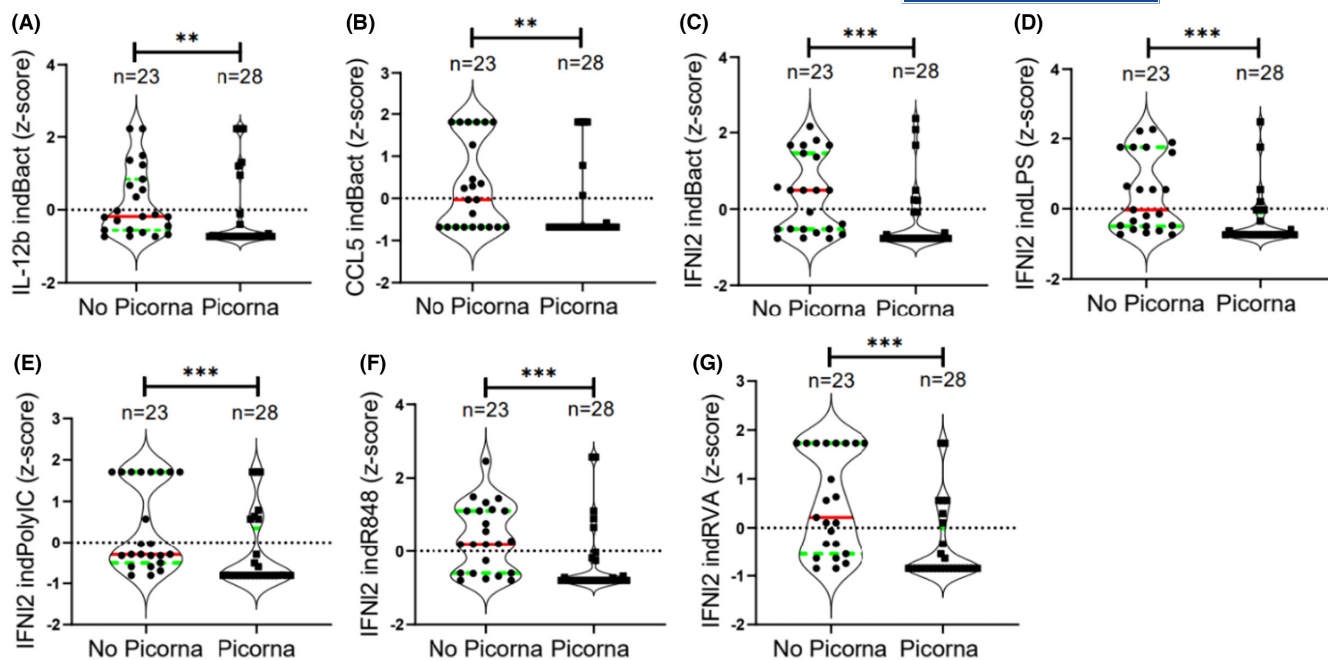 (A)
**
n=23 n=28
IL-12b indBact (z-score)
4
2
0
-2
No Picorna Picorna
(B)
**
n=23 n=28
CCL5 indBact (z-score)
3
2
1
0
-1
-2
No Picorna Picorna
(C)
***
n=23 n=28
IFNl2 indBact (z-score)
4
2
0
-2
No Picorna Picorna
(D)
***
n=23 n=28
IFNl2 indLPS (z-score)
4
2
0
-2
No Picorna Picorna
(E)
***
n=23 n=28
IFNl2 indPolyIC (z-score)
3
2
1
0
-1
-2
No Picorna Picorna
(F)
***
n=23 n=28
IFNl2 indR848 (z-score)
4
2
0
-2
No Picorna Picorna
(G)
***
n=23 n=28
IFNl2 indRVA (z-score)
3
2
1
0
-1
-2
No Picorna Picorna